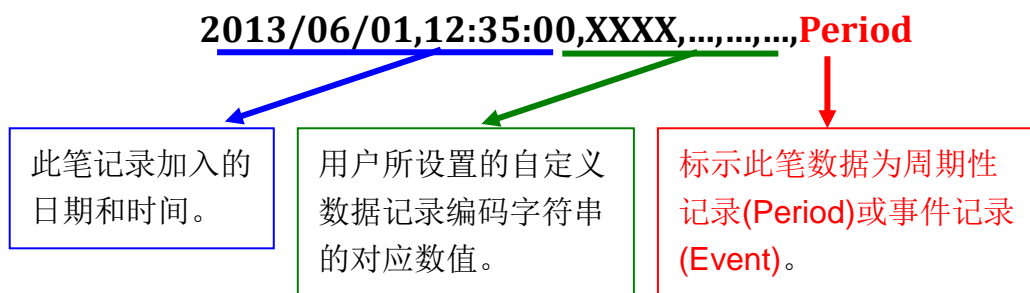 2013/06/01,12:35:00,XXXX,…,…,…,Period
此笔记录加入的
日期和时间。
用户所设置的自定义
数据记录编码字符串
的对应数值。
标示此笔数据为周期性
记录(Period)或事件记录
(Event)。